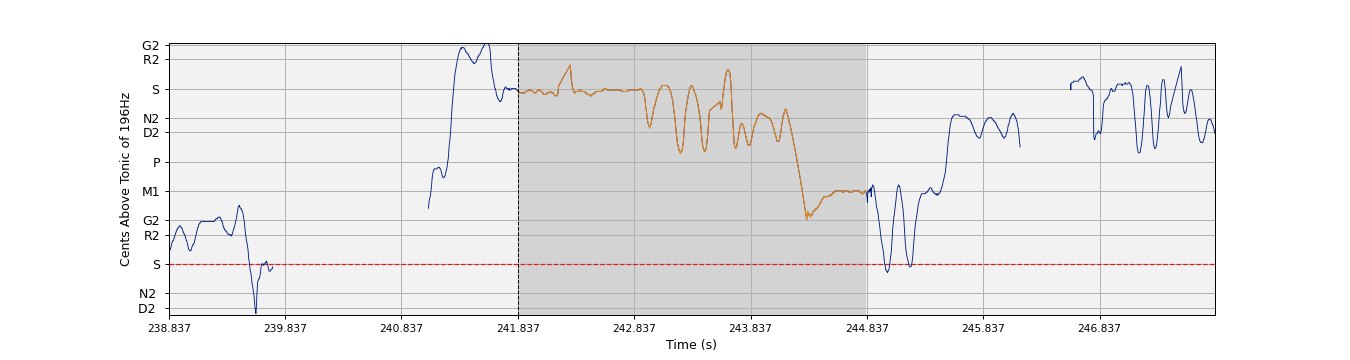 G2
R2
S
N2
D2
P
M1
G2
R2
S
N2
D2
Cents Above Tonic of 196Hz
238.837 239.837 240.837 241.837 242.837 243.837 244.837 245.837 246.837
Time (s)